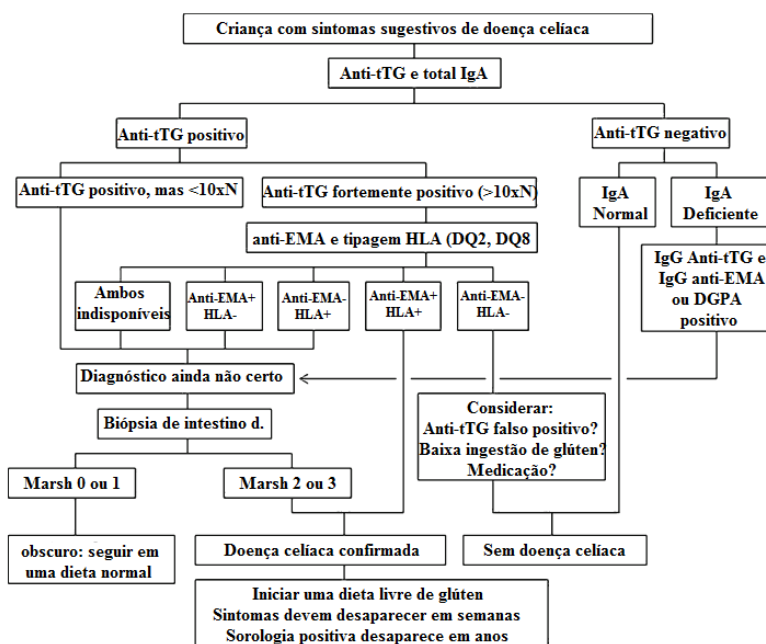 Criança com sintomas sugestivos de doença celíaca
Anti-tTG e total IgA
Anti-tTG positivo
Anti-tTG negativo
Anti-tTG positivo, mas <10xN
Anti-tTG fortemente positivo (>10xN)
IgA
Normal
IgA
Deficiente
anti-EMA e tipagem HLA (DQ2, DQ8
IgG Anti-tTG e
IgG anti-EMA
ou DGPA
positivo
Ambos
indisponíveis
Anti-EMA+
HLA-
Anti-EMA-
HLA+
Anti-EMA+
HLA+
Anti-EMA-
HLA-
Diagnóstico ainda não certo
Biópsia de intestino d.
Considerar:
Anti-tTG falso positivo?
Baixa ingestão de glúten?
Medicação?
Marsh 0 ou 1
Marsh 2 ou 3
obscuro: seguir em
uma dieta normal
Doença celíaca confirmada
Sem doença celíaca
Iniciar uma dieta livre de glúten
Sintomas devem desaparecer em semanas
Sorologia positiva desaparece em anos